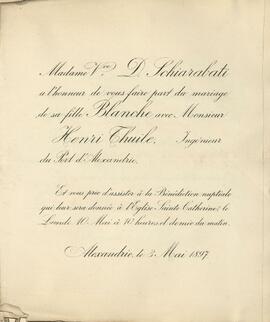 Madame Vve D. Schiarabati
a l'honneur de vous faire part du mariage
de sa fille Blanche avec Monsieur
Henri Thuile, Ingénieur
du Port d'Alexandrie.
Et vous prie d'assister à la Bénédiction nuptiale
qui leur sera donnée à l'Eglise Sainte Catherine, le
Lundi 10 Mai à 10 heures et demie du matin.
Alexandrie, le 3 Mai 1897